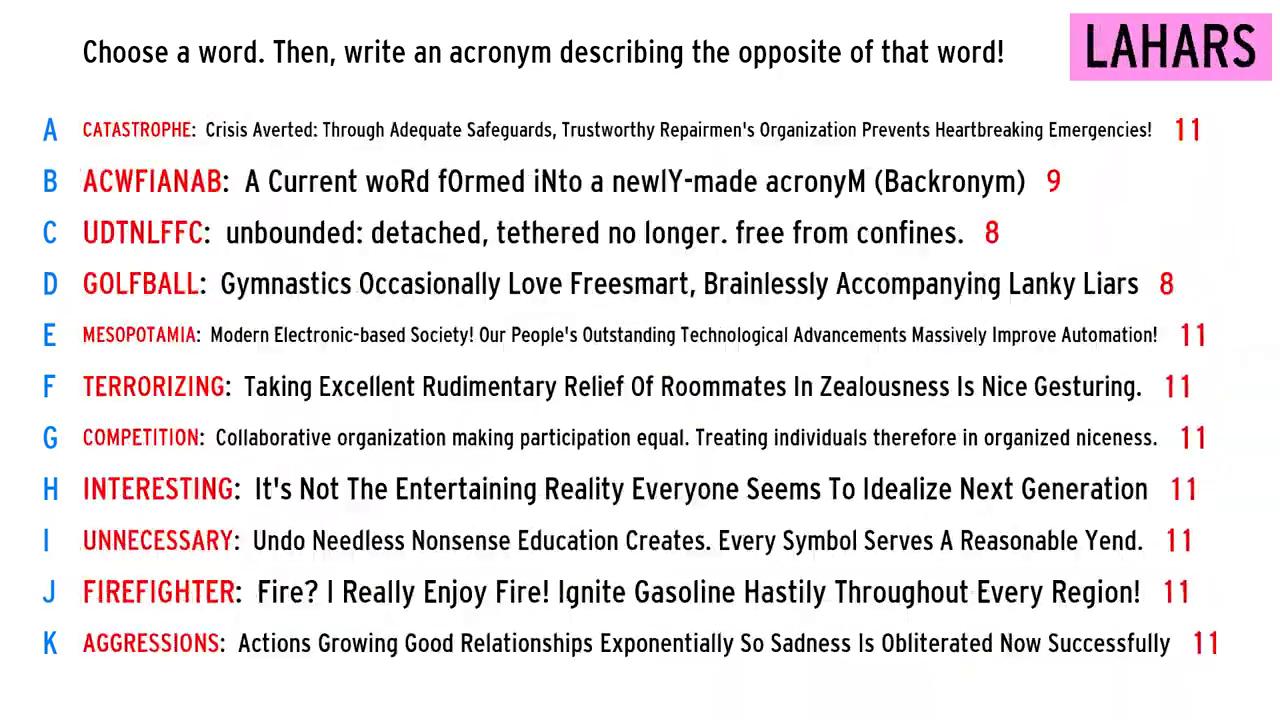 Choose a word. Then, write an acronym describing the opposite of that word!
LAHARS
A CATASTROPHE: Crisis Averted: Through Adequate Safeguards, Trustworthy Repairmen's Organization Prevents Heartbreaking Emergencies! 11
B ACWFIANAB: A Current woRd fOrmed iNto a newlY-made acronyM (Backronym) 9
C UDTNLFFC: unbounded: detached, tethered no longer. free from confines. 8
D GOLFBALL: Gymnastics Occasionally Love Freesmart, Brainlessly Accompanying Lanky Liars 8
E MESOPOTAMIA: Modern Electronic-based Society! Our People's Outstanding Technological Advancements Massively Improve Automation! 11
F TERRORIZING: Taking Excellent Rudimentary Relief Of Roommates In Zealousness Is Nice Gesturing. 11
G COMPETITION: Collaborative organization making participation equal. Treating individuals therefore in organized niceness. 11
H INTERESTING: It's Not The Entertaining Reality Everyone Seems To Idealize Next Generation 11
I UNNECESSARY: Undo Needless Nonsense Education Creates. Every Symbol Serves A Reasonable Yend. 11
J FIREFIGHTER: Fire? I Really Enjoy Fire! Ignite Gasoline Hastily Throughout Every Region! 11
K AGGRESSIONS: Actions Growing Good Relationships Exponentially So Sadness Is Obliterated Now Successfully 11